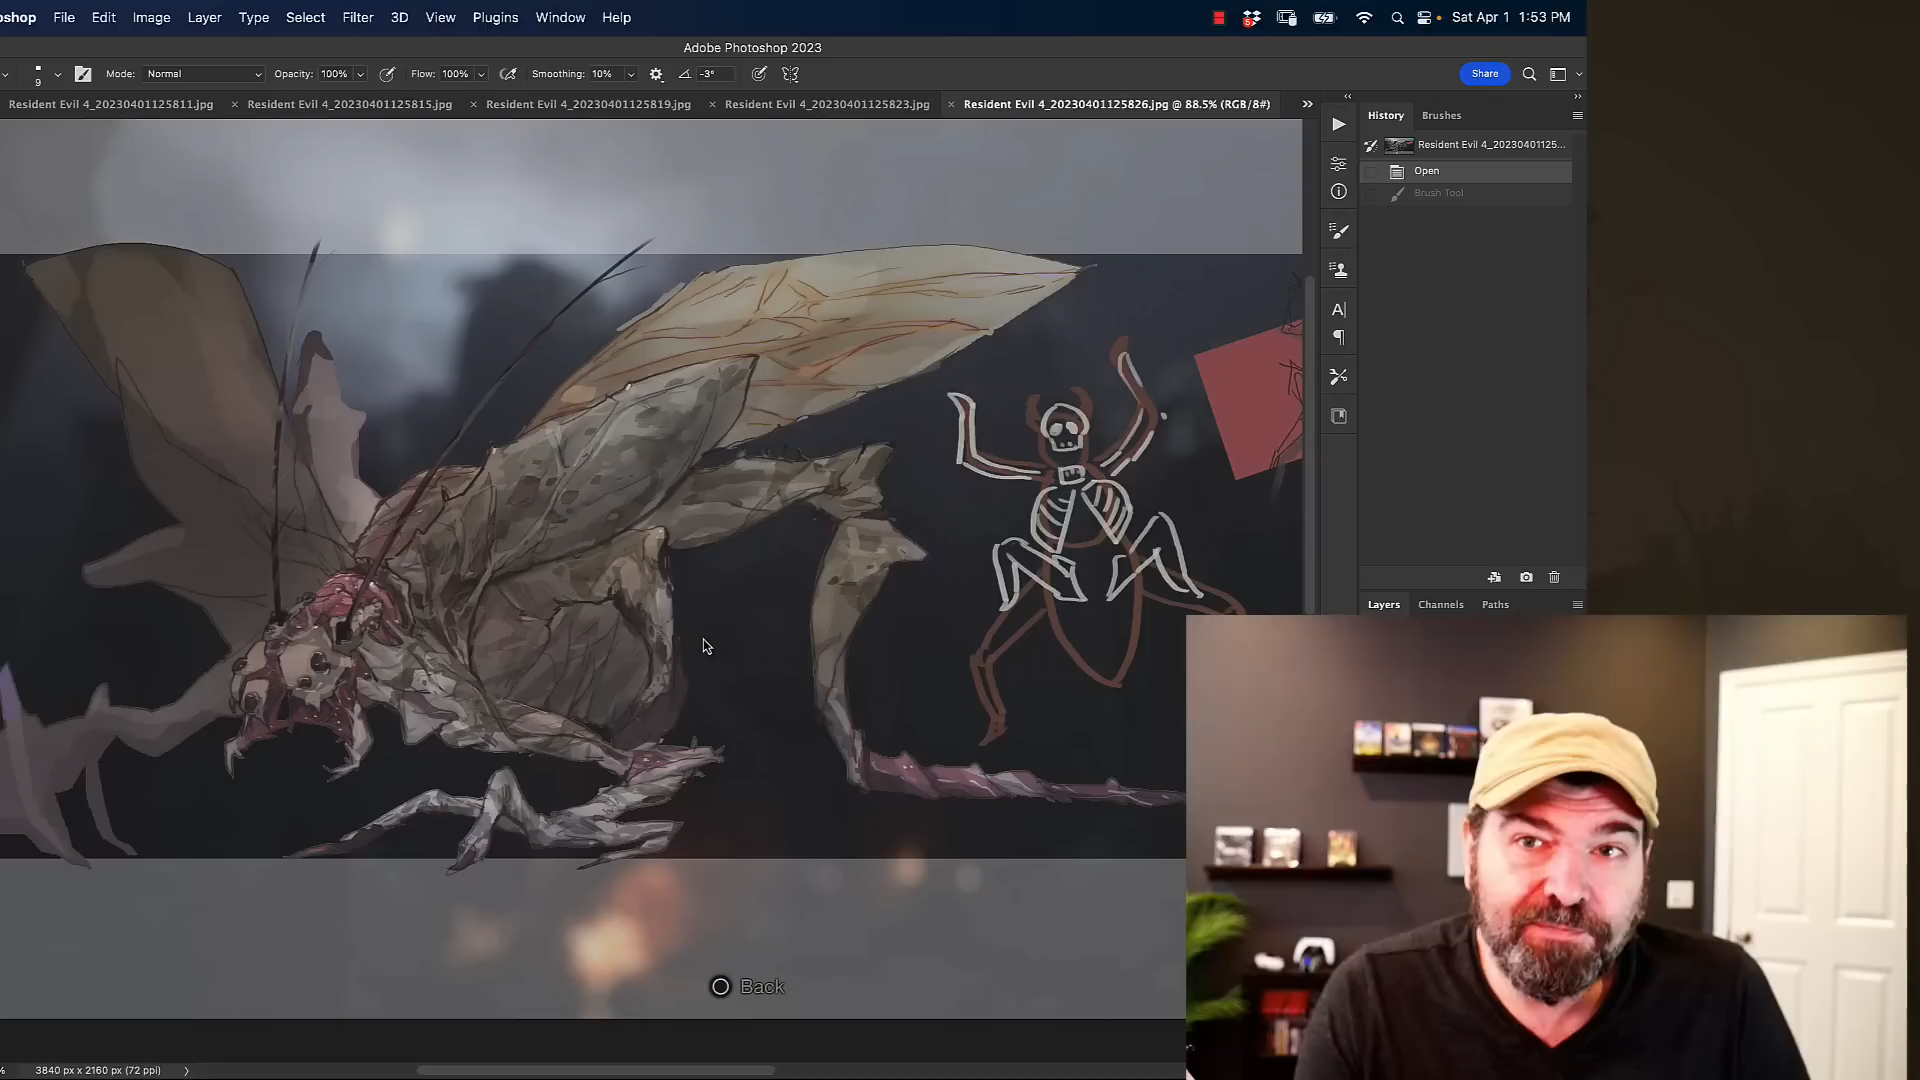 oshop File Edit Image Layer Type Select Filter 3D View Plugins Window Help
5
Sat Apr 1 1:53 PM
Adobe Photoshop 2023
9 Mode: Normal Opacity: 100% Flow: 100% Smoothing: 10% -3° Share
Resident Evil 4_20230401125811.jpg × Resident Evil 4_20230401125815.jpg × Resident Evil 4_20230401125819.jpg × Resident Evil 4_20230401125823.jpg × Resident Evil 4_20230401125826.jpg @ 88.5% (RGB/8#) »
History Brushes
Resident Evil 4_20230401125...
Open
Brush Tool
Layers Channels Paths
Back
% 3840 px x 2160 px (72 ppi)